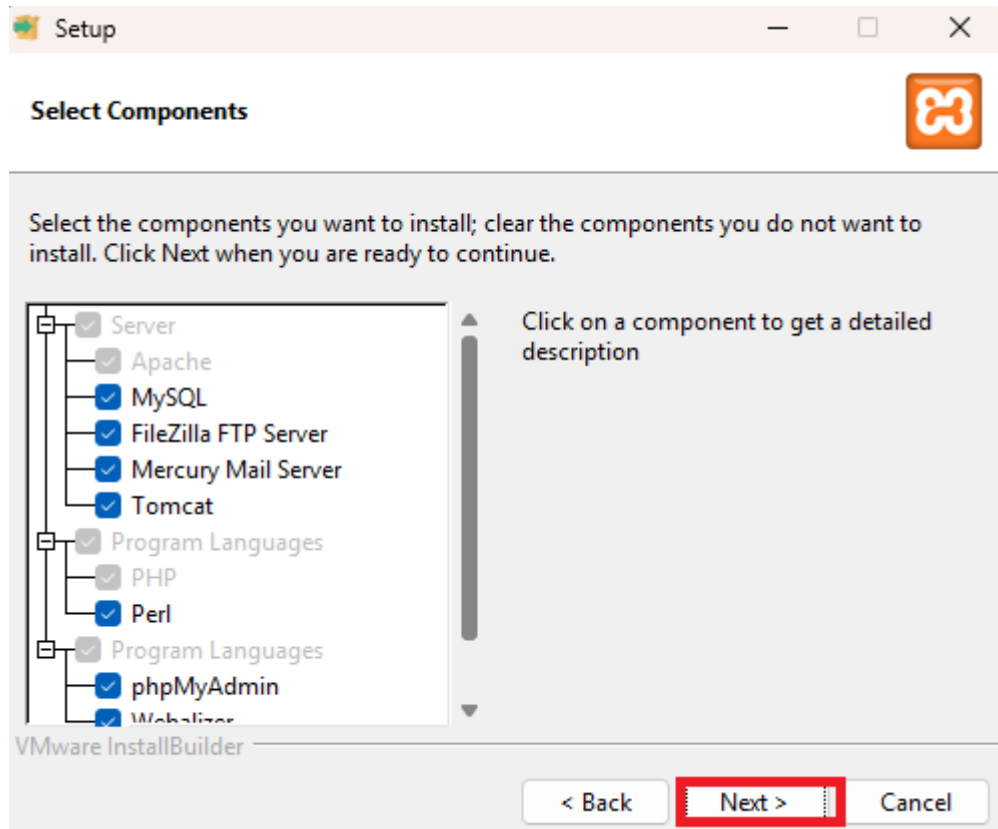 Setup
Select Components
Select the components you want to install; clear the components you do not want to
install. Click Next when you are ready to continue.
Server
Apache
MySQL
FileZilla FTP Server
Mercury Mail Server
Tomcat
Program Languages
PHP
Perl
Program Languages
phpMyAdmin
Webalizer
Click on a component to get a detailed
description
VMware InstallBuilder
< Back
Next >
Cancel